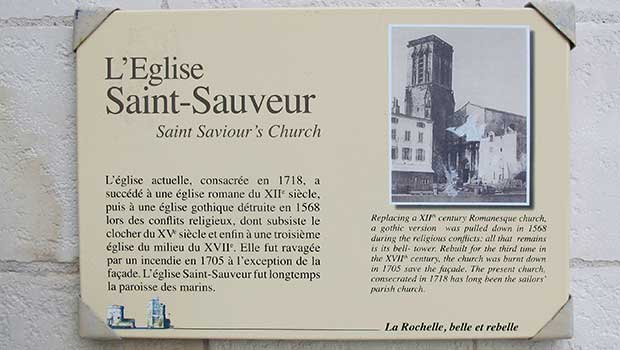 L'Eglise
Saint-Sauveur
Saint Saviour's Church
L'église actuelle, consacrée en 1718, a
succédé à une église romane du XIIe siècle,
puis à une église gothique détruite en 1568
lors des conflits religieux, dont subsiste le
clocher du XVe siècle et enfin à une troisième
église du milieu du XVIIe. Elle fut ravagée
par un incendie en 1705 à l'exception de la
façade. L'église Saint-Sauveur fut longtemps
la paroisse des marins.
Replacing a XIIth century Romanesque church,
a gothic version was pulled down in 1568
during the religious conflicts: all that remains
is its bell- tower. Rebuilt for the third time in
the XVIIth century, the church was burnt down
in 1705 save the façade. The present church,
consecrated in 1718 has long been the sailors'
parish church.
La Rochelle, belle et rebelle